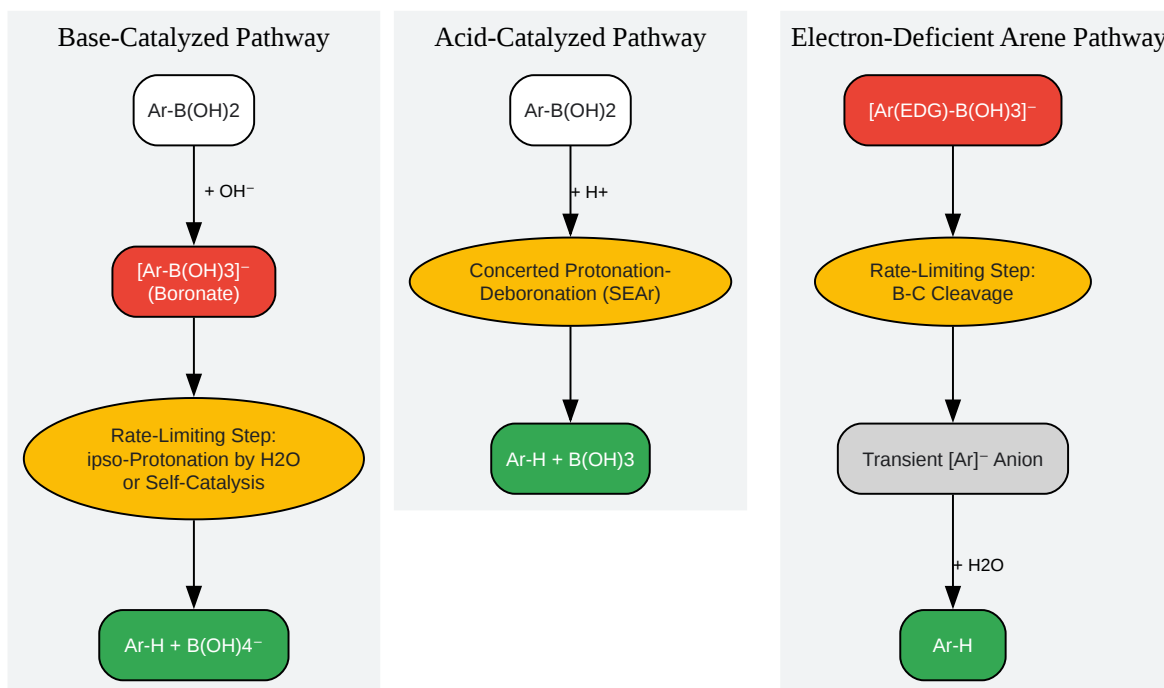 Base-Catalyzed Pathway
Ar-B(OH)2
+ OH⁻
[Ar-B(OH)3]⁻
(Boronate)
Rate-Limiting Step:
ipso-Protonation by H2O
or Self-Catalysis
Ar-H + B(OH)4⁻
Acid-Catalyzed Pathway
Ar-B(OH)2
+ H+
Concerted Protonation-
Deboronation (SEAr)
Ar-H + B(OH)3
Electron-Deficient Arene Pathway
[Ar(EDG)-B(OH)3]⁻
Rate-Limiting Step:
B-C Cleavage
Transient [Ar]⁻ Anion
+ H2O
Ar-H